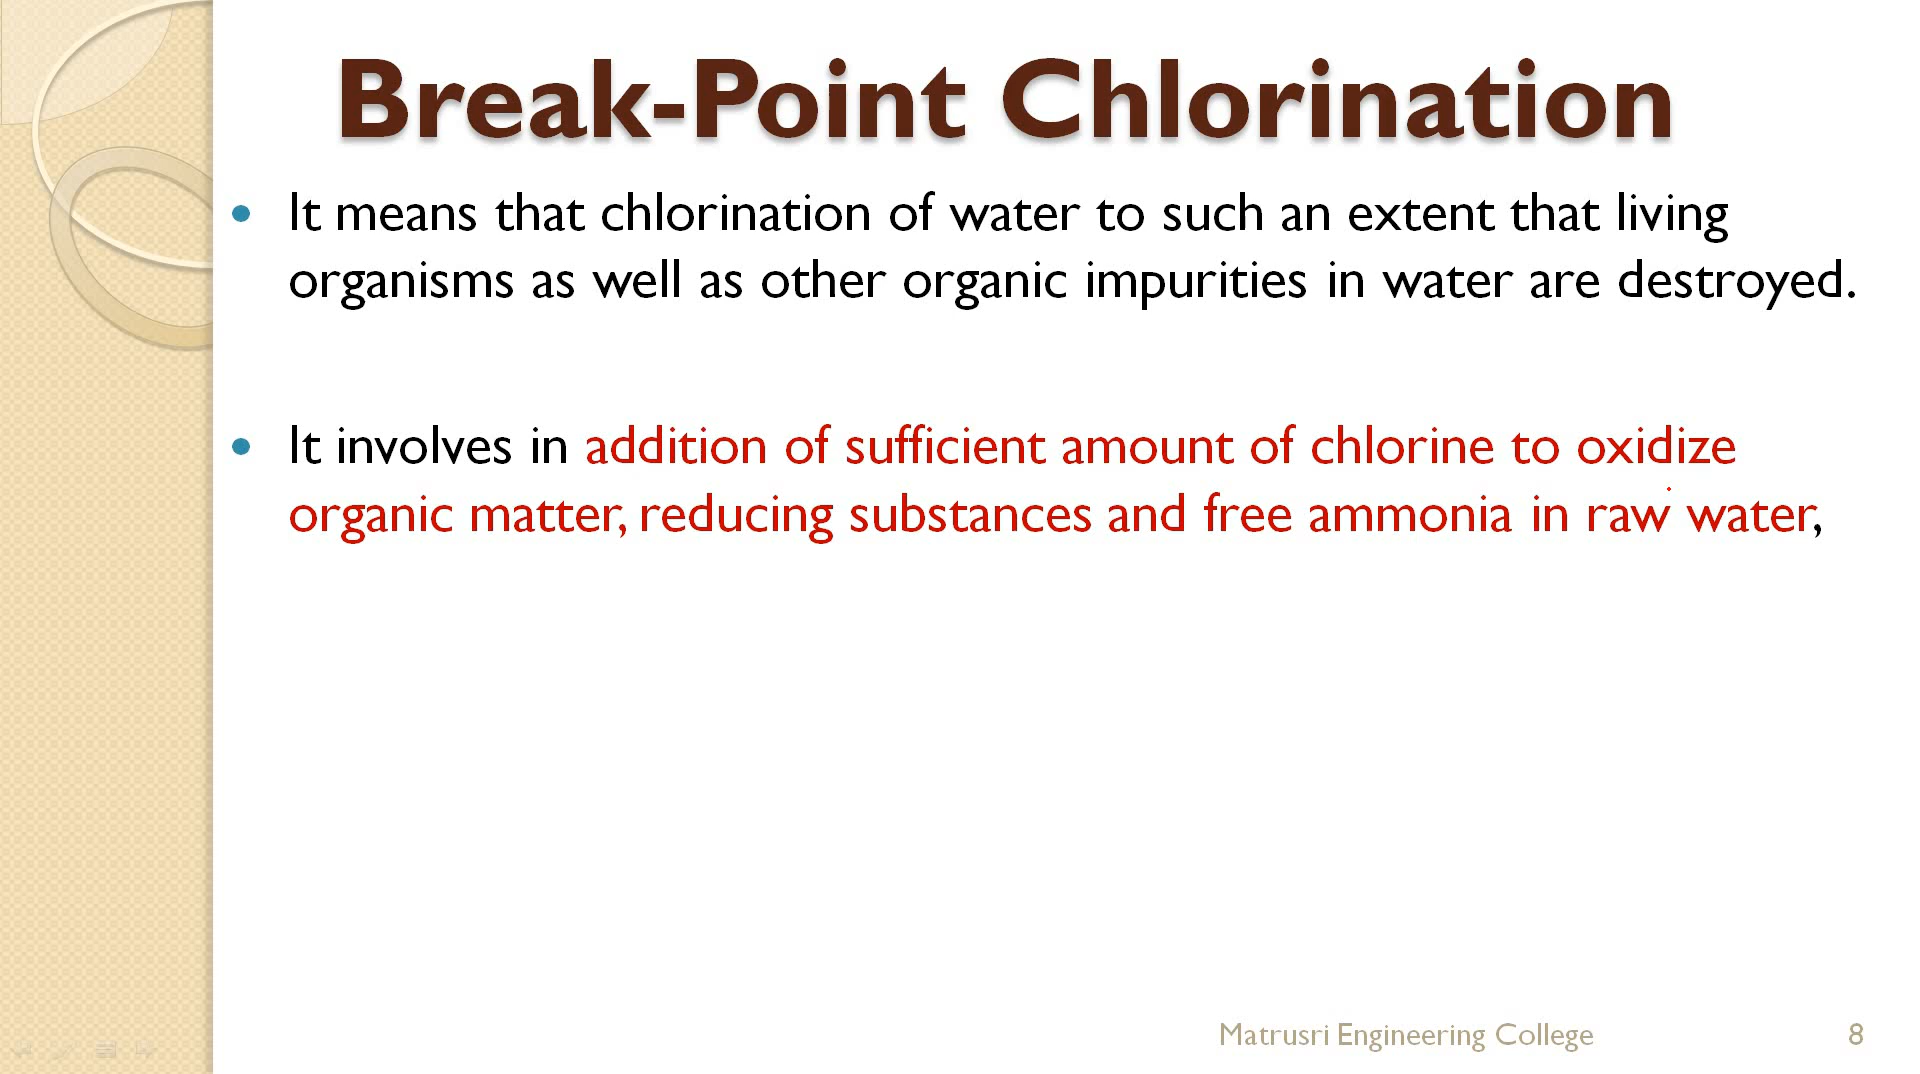 Break-Point Chlorination
• It means that chlorination of water to such an extent that living
organisms as well as other organic impurities in water are destroyed.
• It involves in addition of sufficient amount of chlorine to oxidize
organic matter, reducing substances and free ammonia in raw water,
Matrusri Engineering College 8